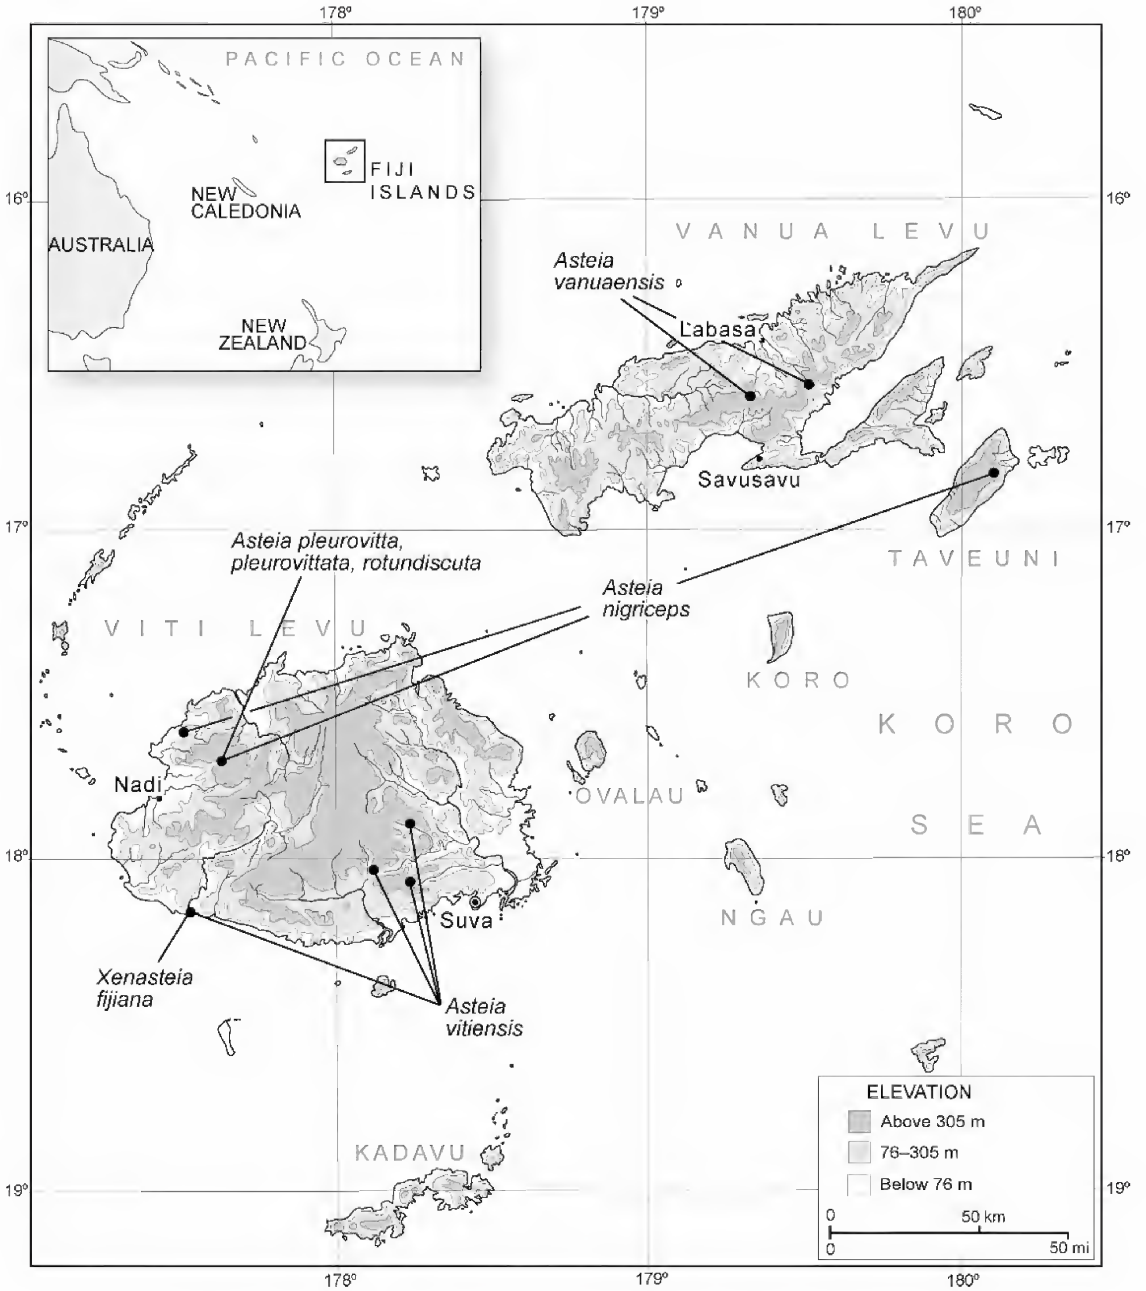 178°
179°
180°
PACIFIC OCEAN
FIJI
ISLANDS
NEW
CALEDONIA
AUSTRALIA
NEW
ZEALAND
16°
16°
VANUA LEVU
Asteia
vanuaensis
Labasa
Savusavu
17°
17°
Asteia pleurovitta,
pleurovittata, rotundiscuta
TAVEUNI
Asteia
nigriceps
VITI LEVU
KORO
KORO
SEA
Nadi
OVALAU
18°
18°
NGAU
Suva
Xenasteia
fijiana
Asteia
vitiensis
KADAVU
ELEVATION
Above 305 m
76–305 m
Below 76 m
19°
19°
0 50 km
0 50 mi
178°
179°
180°